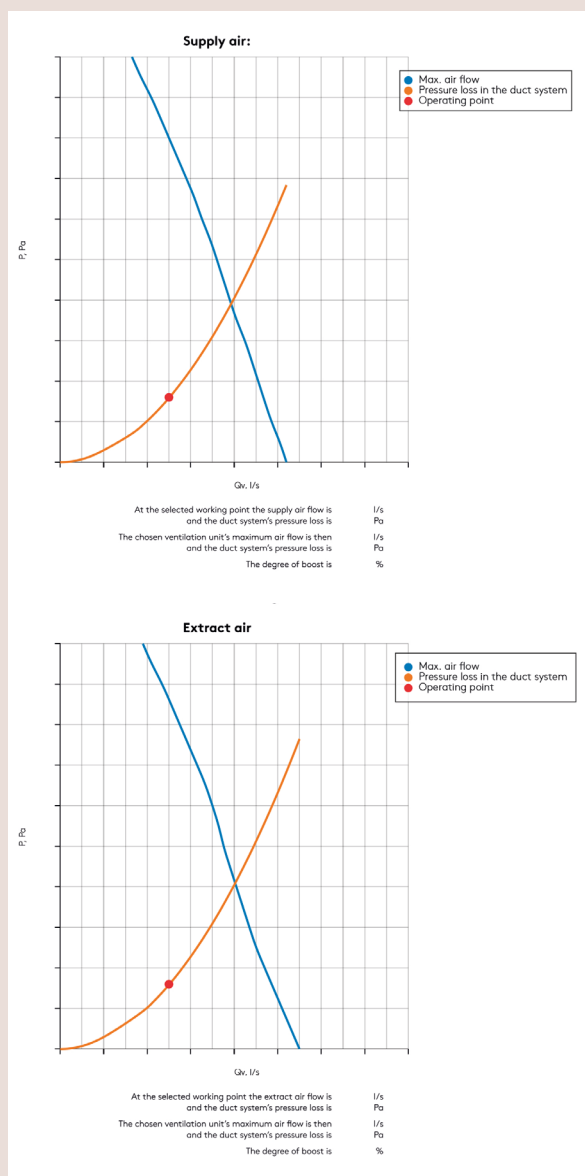 Supply air:
Max. air flow
Pressure loss in the duct system
Operating point
P, Pa
Qv, l/s
At the selected working point the supply air flow is l/s
and the duct system's pressure loss is Pa
The chosen ventilation unit's maximum air flow is then l/s
and the duct system's pressure loss is Pa
The degree of boost is %
Extract air
Max. air flow
Pressure loss in the duct system
Operating point
P, Pa
Qv, l/s
At the selected working point the extract air flow is l/s
and the duct system's pressure loss is Pa
The chosen ventilation unit's maximum air flow is then l/s
and the duct system's pressure loss is Pa
The degree of boost is %